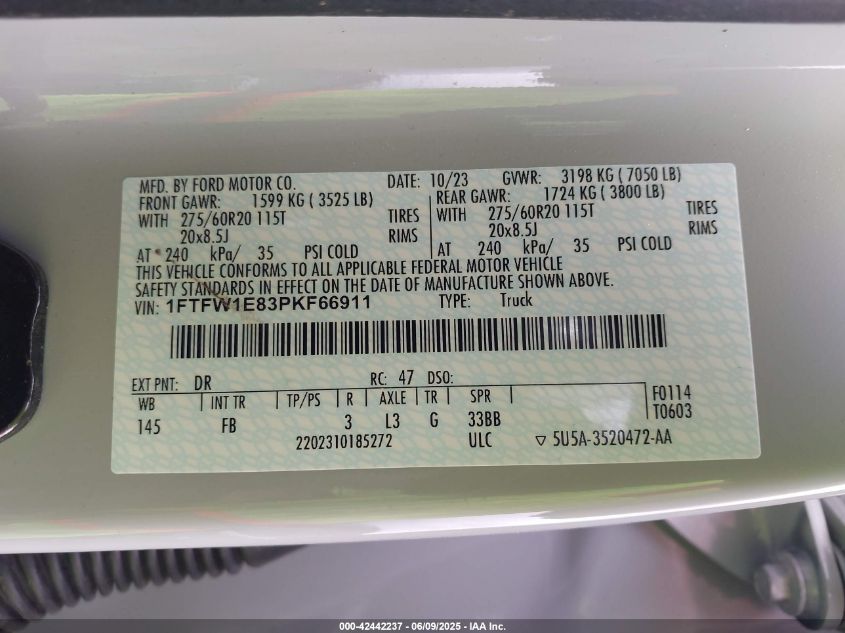 MFD. BY FORD MOTOR CO. DATE: 10/23 GVWR: 3198 KG ( 7050 LB)
FRONT GAWR: 1599 KG ( 3525 LB) REAR GAWR: 1724 KG ( 3800 LB)
WITH 275/60R20 115T TIRES WITH 275/60R20 115T TIRES
20x8.5J RIMS 20x8.5J RIMS
AT 240 kPa/ 35 PSI COLD AT 240 kPa/ 35 PSI COLD
THIS VEHICLE CONFORMS TO ALL APPLICABLE FEDERAL MOTOR VEHICLE
SAFETY STANDARDS IN EFFECT ON THE DATE OF MANUFACTURE SHOWN ABOVE.
VIN: 1FTFW1E83PKF66911 TYPE: Truck
EXT PNT: DR RC: 47 DSO:
WB INT TR TP/PS R AXLE TR SPR F0114
145 FB 3 L3 G 33BB T0603
2202310185272 ULC ▽ 5U5A-3520472-AA
000-42442237 - 06/09/2025 - IAA Inc.